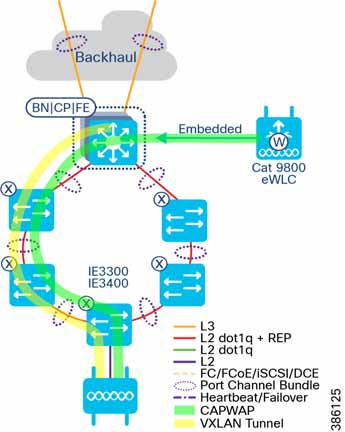 Backhaul
BN|CP|FE
Embedded
W
Cat 9800
eWLC
X
X
X
X
IE3300
IE3400
X
L3
L2 dot1q + REP
L2 dot1q
L2
FC/FCoE/iSCSI/DCE
Port Channel Bundle
Heartbeat/Failover
CAPWAP
VXLAN Tunnel
386125